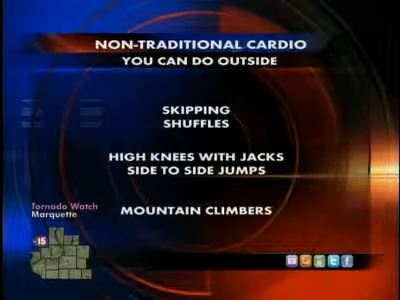 NON-TRADITIONAL CARDIO
YOU CAN DO OUTSIDE
SKIPPING
SHUFFLES
HIGH KNEES WITH JACKS
SIDE TO SIDE JUMPS
MOUNTAIN CLIMBERS
Tornado Watch
Marquette
15